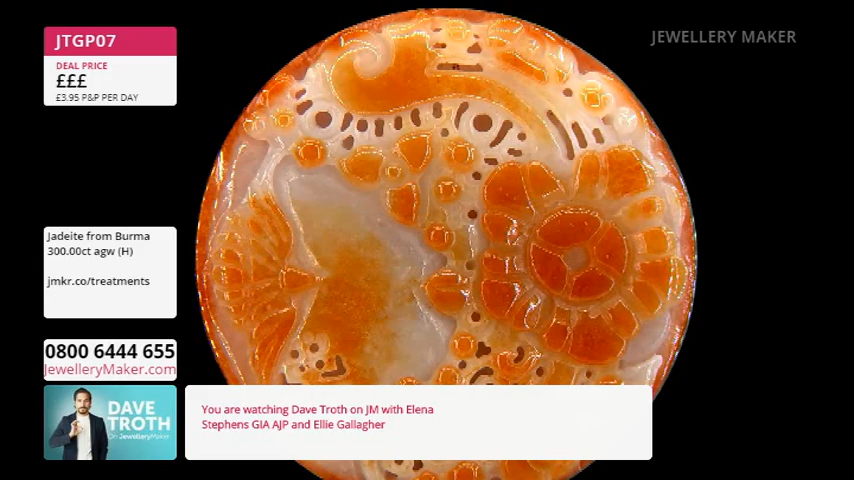 JTGP07
DEAL PRICE
£££
£3.95 P&P PER DAY
JEWELLERY MAKER
Jadeite from Burma
300.00ct agw (H)
jmkr.co/treatments
0800 6444 655
JewelleryMaker.com
DAVE
TROTH
On JewelleryMaker
You are watching Dave Troth on JM with Elena
Stephens GIA AJP and Ellie Gallagher